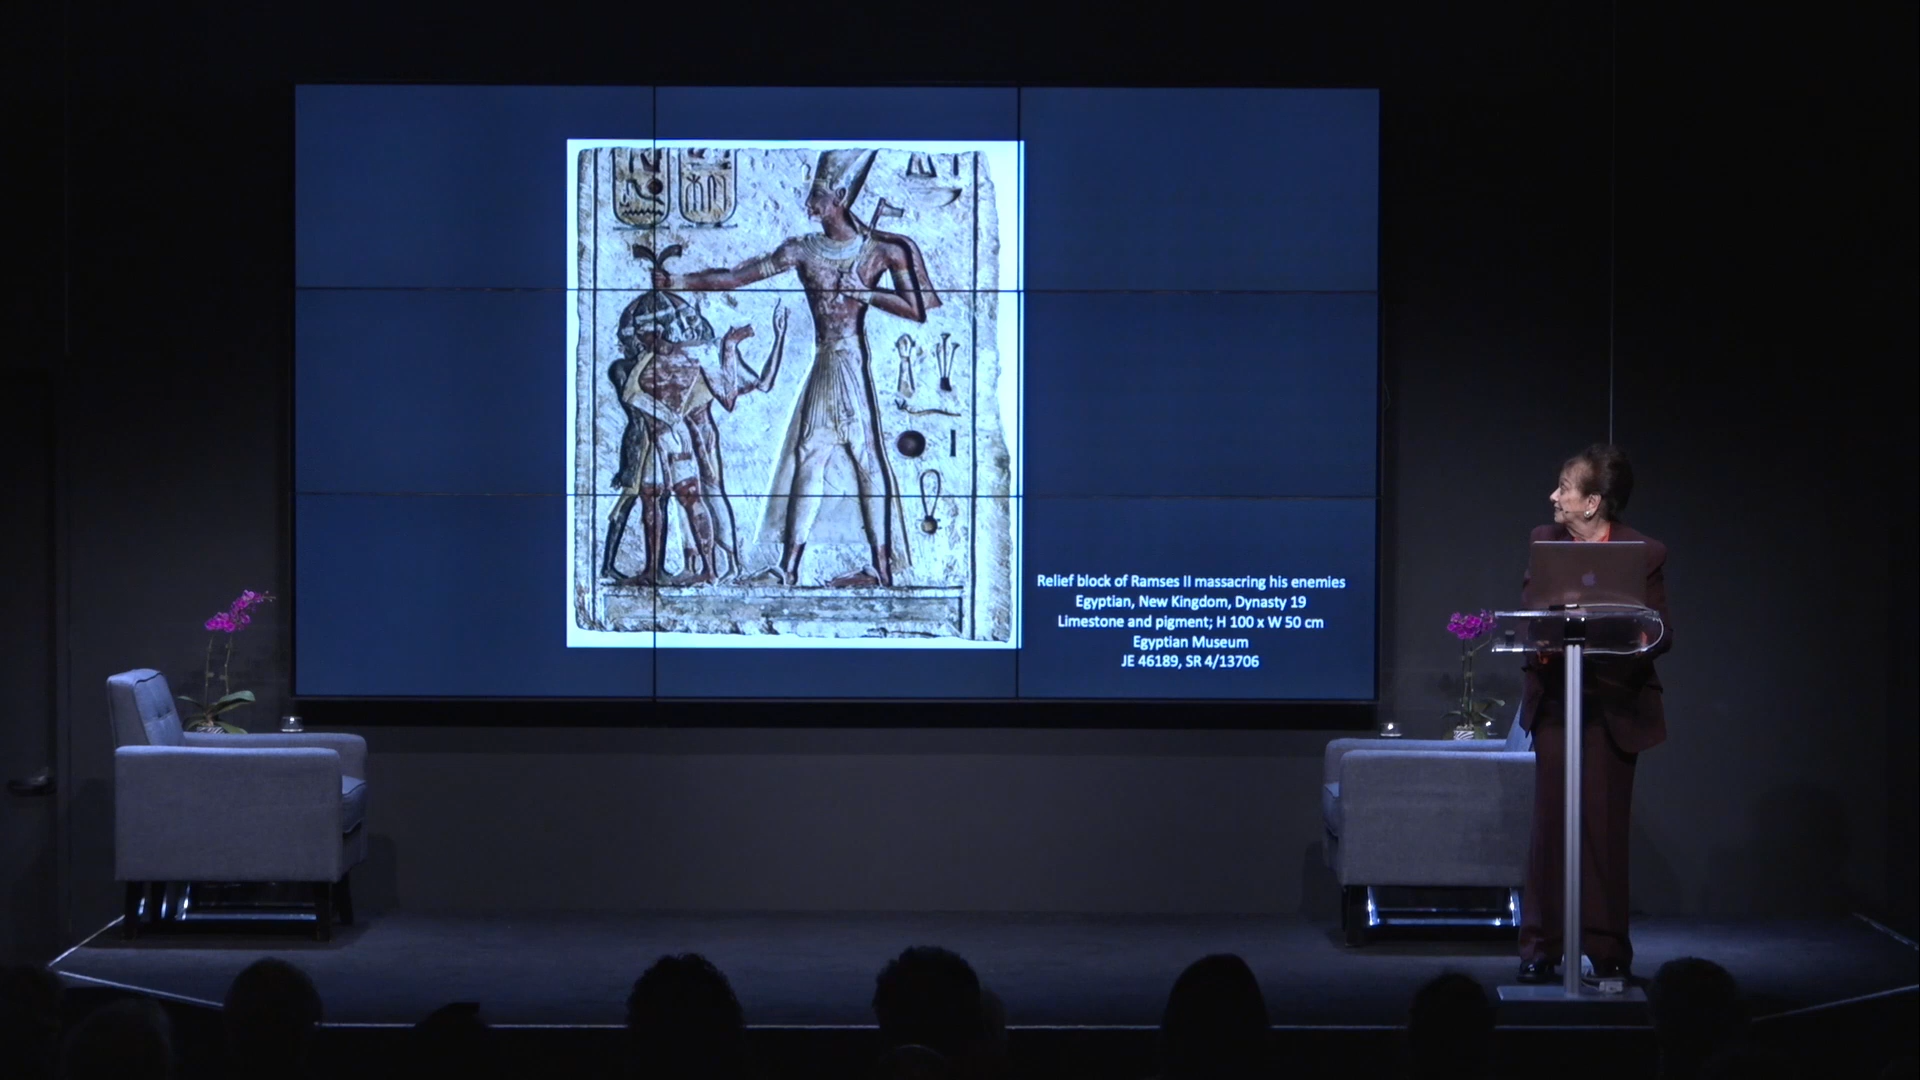 Relief block of Ramses II massacring his enemies
Egyptian, New Kingdom, Dynasty 19
Limestone and pigment; H 100 x W 50 cm
Egyptian Museum
JE 46189, SR 4/13706